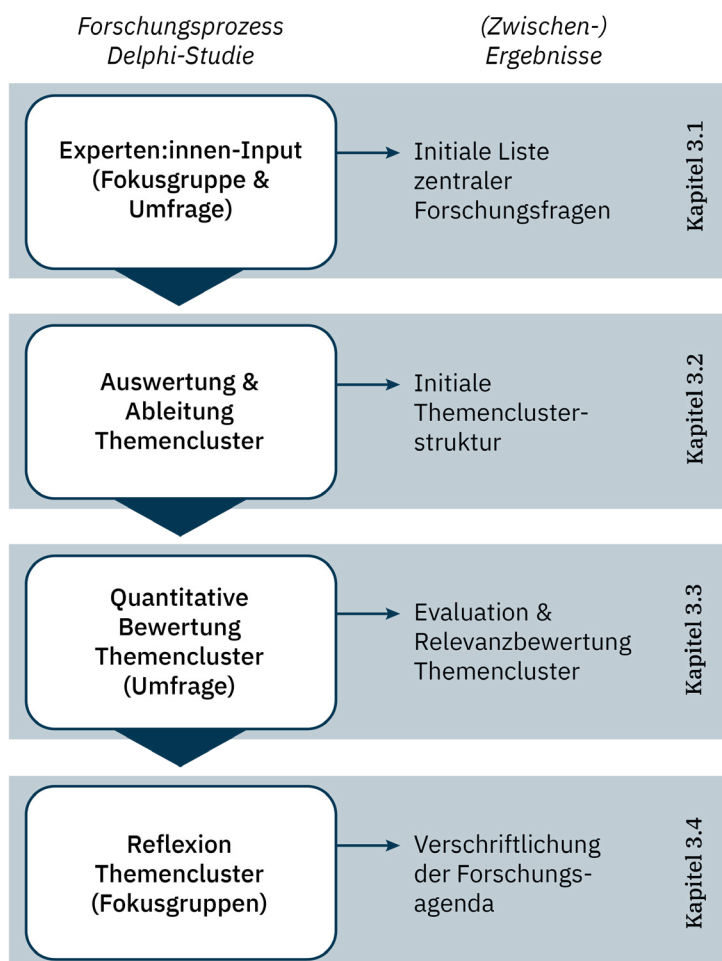 Forschungsprozess
Delphi-Studie
(Zwischen-)
Ergebnisse
Experten:innen-Input
(Fokusgruppe &
Umfrage)
Initiale Liste
zentraler
Forschungsfragen
Kapitel 3.1
Auswertung &
Ableitung
Themencluster
Initiale
Themencluster-
struktur
Kapitel 3.2
Quantitative
Bewertung
Themencluster
(Umfrage)
Evaluation &
Relevanzbewertung
Themencluster
Kapitel 3.3
Reflexion
Themencluster
(Fokusgruppen)
Verschriftlichung
der Forschungs-
agenda
Kapitel 3.4